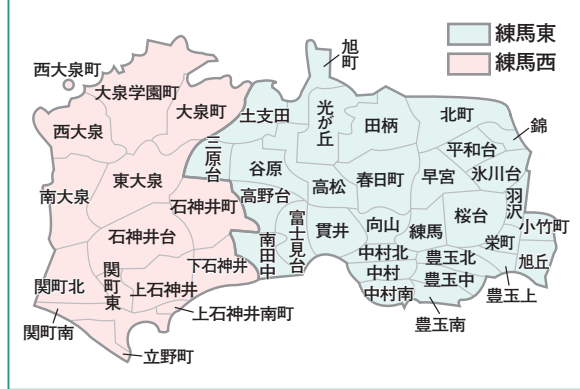 練馬東
練馬西
旭町
西大泉町
大泉学園町
大泉町
土支田
光が丘
田柄
北町
錦
西大泉
三原台
平和台
谷原
氷川台
南大泉
東大泉
高松
春日町
早宮
羽沢
石神井町
高野台
桜台
小竹町
石神井台
富士見台
貫井
向山
練馬
栄町
南田中
中村北
豊玉北
旭丘
関町北
関町東
下石神井
中村
豊玉中
豊玉上
上石神井
中村南
関町南
上石神井南町
豊玉南
立野町